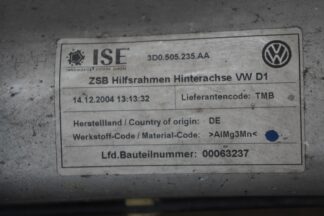 ISE 3D0.505.235.AA
ZSB Hilfsrahmen Hinterachse VW D1
14.12.2004 13:13:32 Lieferantencode: TMB
Herstellland / Country of origin: DE
Werkstoff-Code / Material-Code: >AlMg3Mn<
Lfd.Bauteilnummer: 00063237